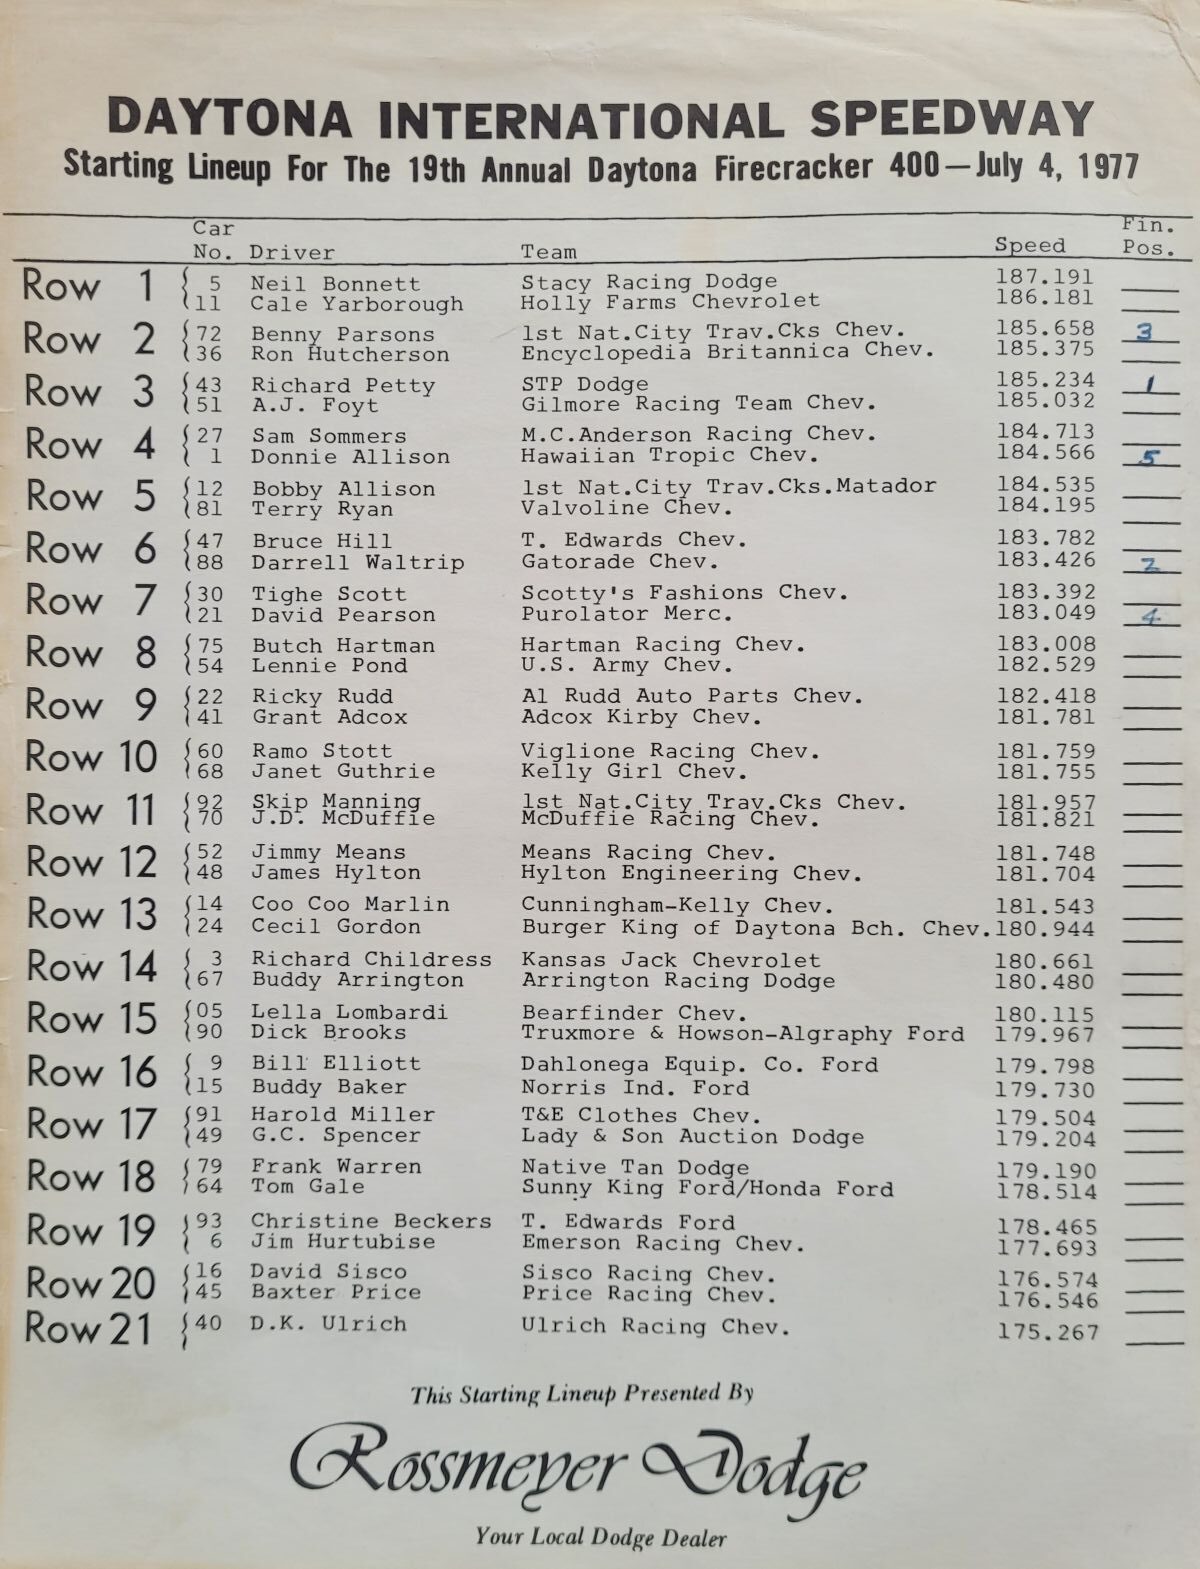 DAYTONA INTERNATIONAL SPEEDWAY
Starting Lineup For The 19th Annual Daytona Firecracker 400—July 4, 1977
Car Fin.
No. Driver Team Speed Pos.
Row 1 5 Neil Bonnett Stacy Racing Dodge 187.191
11 Cale Yarborough Holly Farms Chevrolet 186.181
Row 2 72 Benny Parsons 1st Nat.City Trav.Cks Chev. 185.658 3
36 Ron Hutcherson Encyclopedia Britannica Chev. 185.375
Row 3 43 Richard Petty STP Dodge 185.234 1
51 A.J. Foyt Gilmore Racing Team Chev. 185.032
Row 4 27 Sam Sommers M.C.Anderson Racing Chev. 184.713
1 Donnie Allison Hawaiian Tropic Chev. 184.566 5
Row 5 12 Bobby Allison 1st Nat.City Trav.Cks.Matador 184.535
81 Terry Ryan Valvoline Chev. 184.195
Row 6 47 Bruce Hill T. Edwards Chev. 183.782
88 Darrell Waltrip Gatorade Chev. 183.426 2
Row 7 30 Tighe Scott Scotty's Fashions Chev. 183.392
21 David Pearson Purolator Merc. 183.049 4
Row 8 75 Butch Hartman Hartman Racing Chev. 183.008
54 Lennie Pond U.S. Army Chev. 182.529
Row 9 22 Ricky Rudd Al Rudd Auto Parts Chev. 182.418
41 Grant Adcox Adcox Kirby Chev. 181.781
Row 10 60 Ramo Stott Viglione Racing Chev. 181.759
68 Janet Guthrie Kelly Girl Chev. 181.755
Row 11 92 Skip Manning 1st Nat.City Trav.Cks Chev. 181.957
70 J.D. McDuffie McDuffie Racing Chev. 181.821
Row 12 52 Jimmy Means Means Racing Chev. 181.748
48 James Hylton Hylton Engineering Chev. 181.704
Row 13 14 Coo Coo Marlin Cunningham-Kelly Chev. 181.543
24 Cecil Gordon Burger King of Daytona Bch. Chev. 180.944
Row 14 3 Richard Childress Kansas Jack Chevrolet 180.661
67 Buddy Arrington Arrington Racing Dodge 180.480
Row 15 05 Lella Lombardi Bearfinder Chev. 180.115
90 Dick Brooks Truxmore & Howson-Algraphy Ford 179.967
Row 16 9 Bill Elliott Dahlonega Equip. Co. Ford 179.798
15 Buddy Baker Norris Ind. Ford 179.730
Row 17 91 Harold Miller T&E Clothes Chev. 179.504
49 G.C. Spencer Lady & Son Auction Dodge 179.204
Row 18 79 Frank Warren Native Tan Dodge 179.190
64 Tom Gale Sunny King Ford/Honda Ford 178.514
Row 19 93 Christine Beckers T. Edwards Ford 178.465
6 Jim Hurtubise Emerson Racing Chev. 177.693
Row 20 16 David Sisco Sisco Racing Chev. 176.574
45 Baxter Price Price Racing Chev. 176.546
Row 21 40 D.K. Ulrich Ulrich Racing Chev. 175.267
This Starting Lineup Presented By
Rossmeyer Dodge
Your Local Dodge Dealer